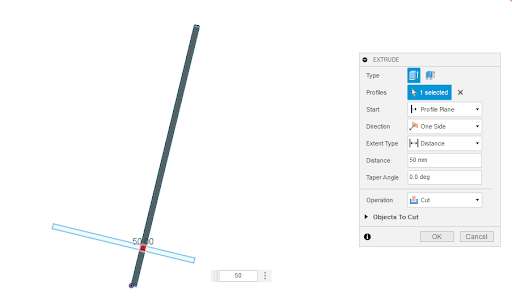 EXTRUDE
Type
Profiles 1 selected
Start Profile Plane
Direction One Side
Extent Type Distance
Distance 50 mm
Taper Angle 0.0 deg
Operation Cut
Objects To Cut
OK Cancel
50.00
50